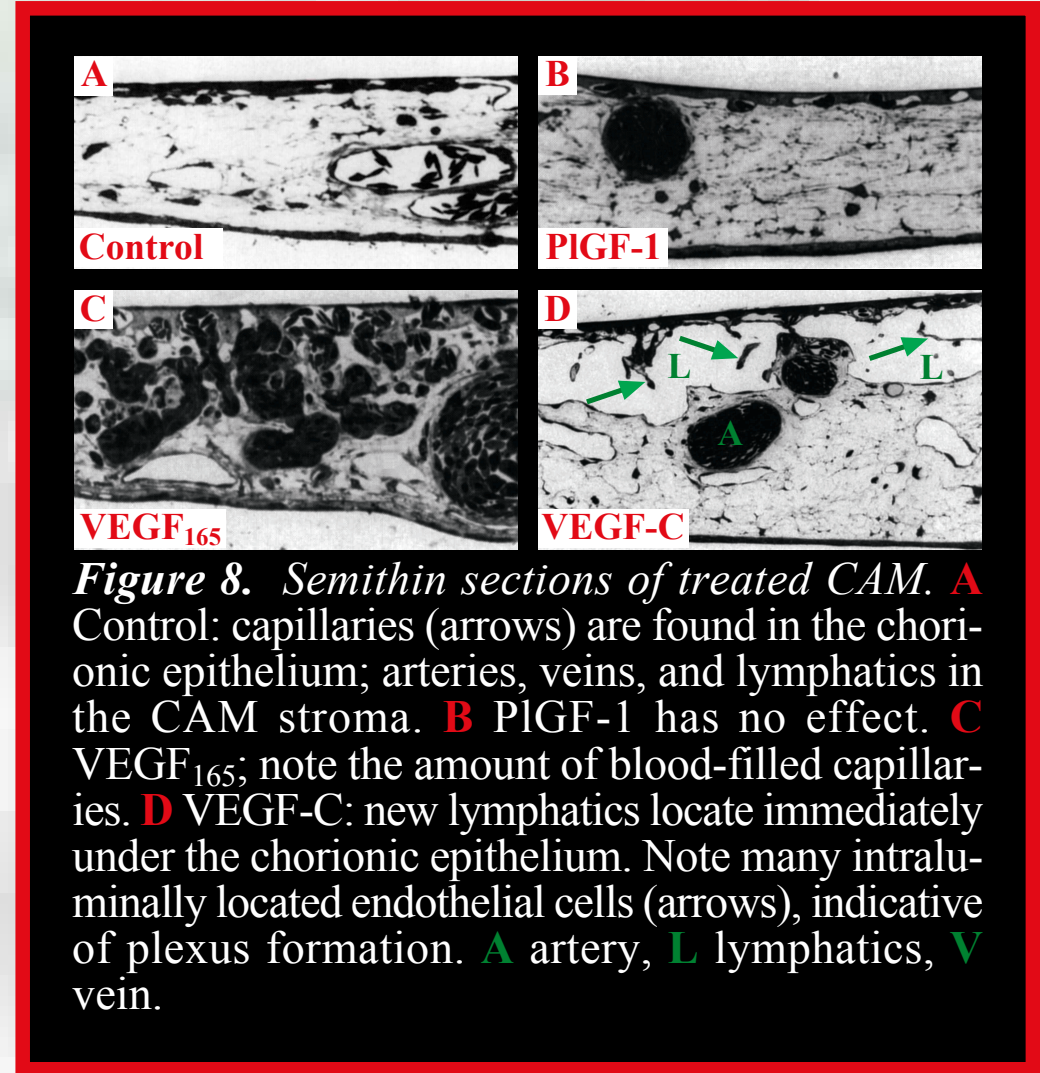 A
B
Control
PlGF-1
C
D
L
L
A
VEGF₁₆₅
VEGF-C
Figure 8. Semithin sections of treated CAM. A
Control: capillaries (arrows) are found in the chori-
onic epithelium; arteries, veins, and lymphatics in
the CAM stroma. B PlGF-1 has no effect. C
VEGF₁₆₅; note the amount of blood-filled capillar-
ies. D VEGF-C: new lymphatics locate immediately
under the chorionic epithelium. Note many intralu-
minally located endothelial cells (arrows), indicative
of plexus formation. A artery, L lymphatics, V
vein.